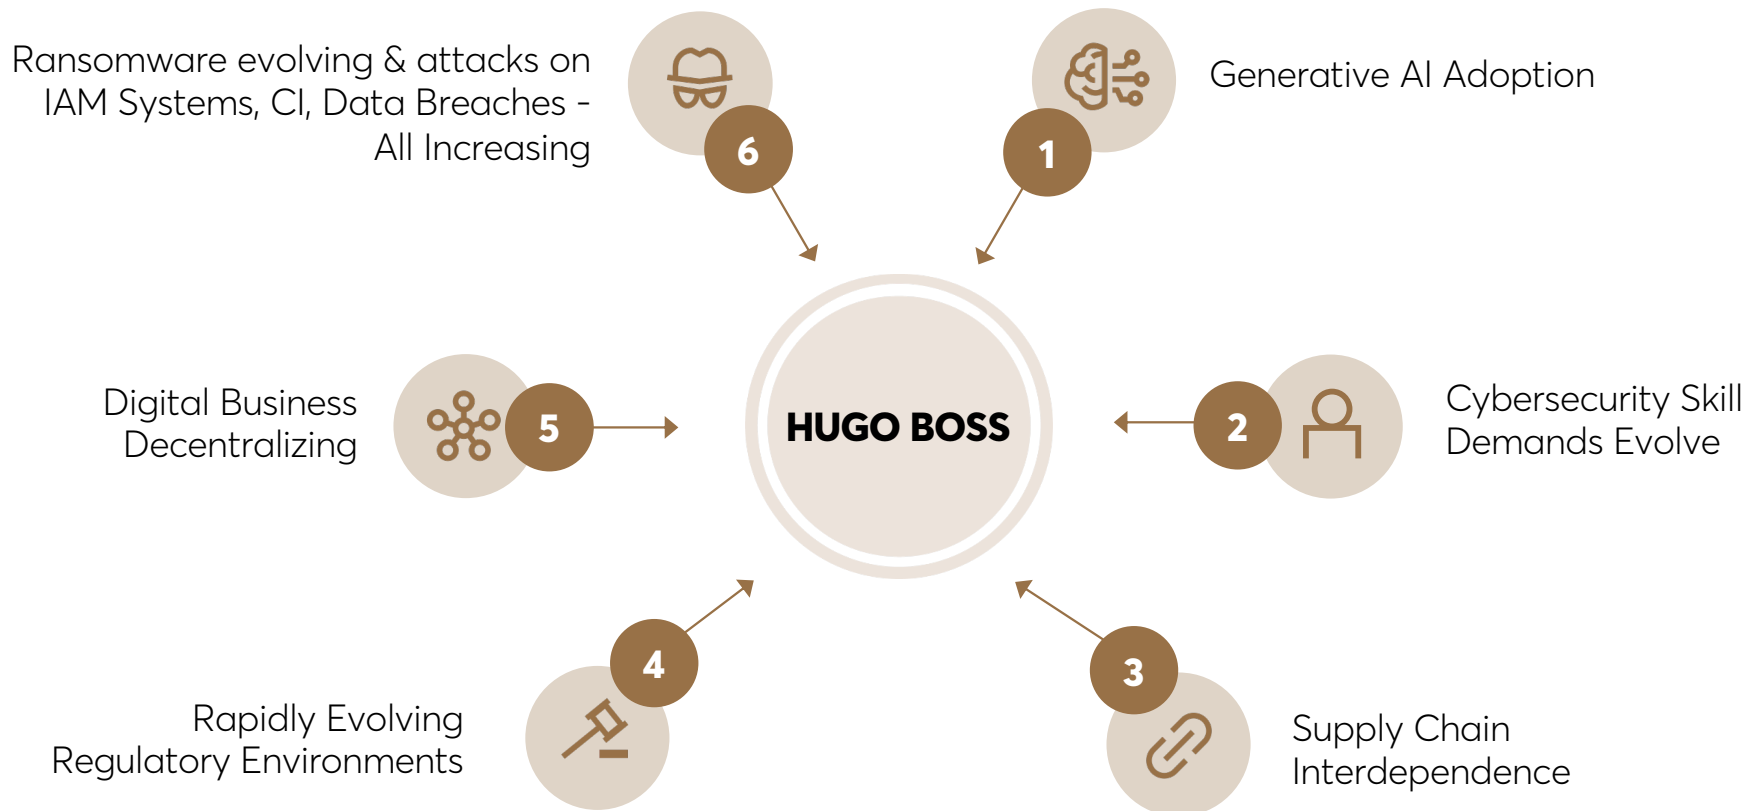 Ransomware evolving & attacks on
IAM Systems, CI, Data Breaches -
All Increasing
6
1
Generative AI Adoption
Digital Business
Decentralizing
5
HUGO BOSS
2
Cybersecurity Skill
Demands Evolve
4
Rapidly Evolving
Regulatory Environments
3
Supply Chain
Interdependence